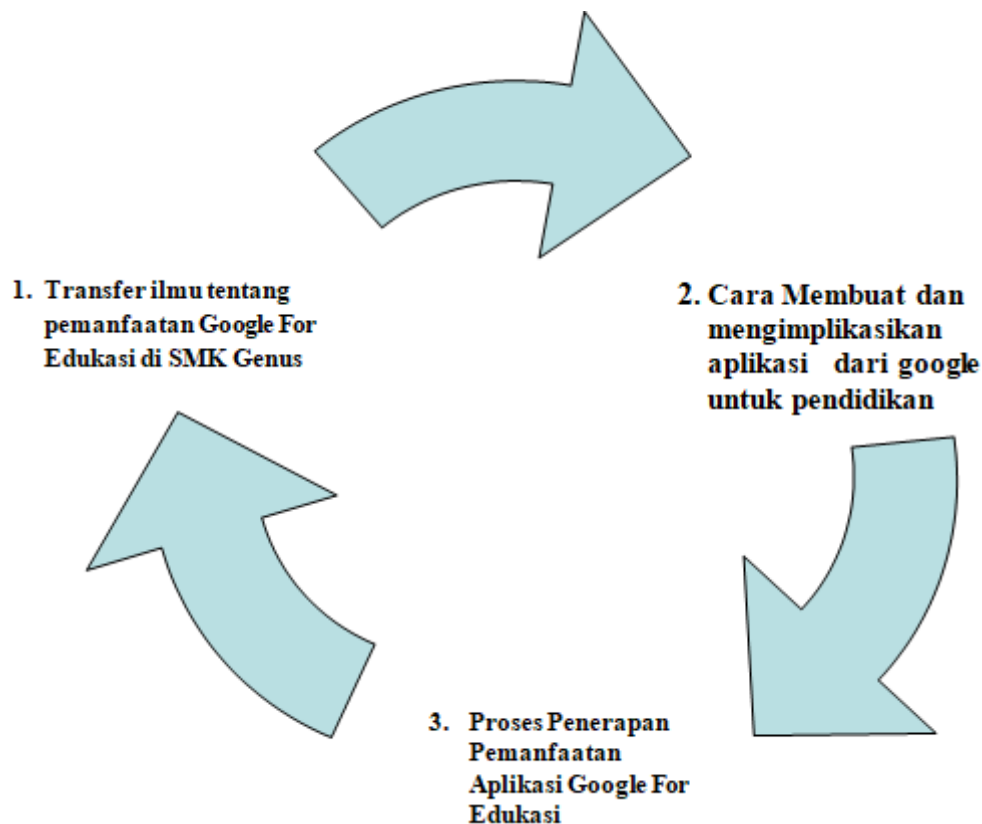 1. Transfer ilmu tentang
pemanfaatan Google For
Edukasi di SMK Genus
2. Cara Membuat dan
mengimplikasikan
aplikasi dari google
untuk pendidikan
3. Proses Penerapan
Pemanfaatan
Aplikasi Google For
Edukasi